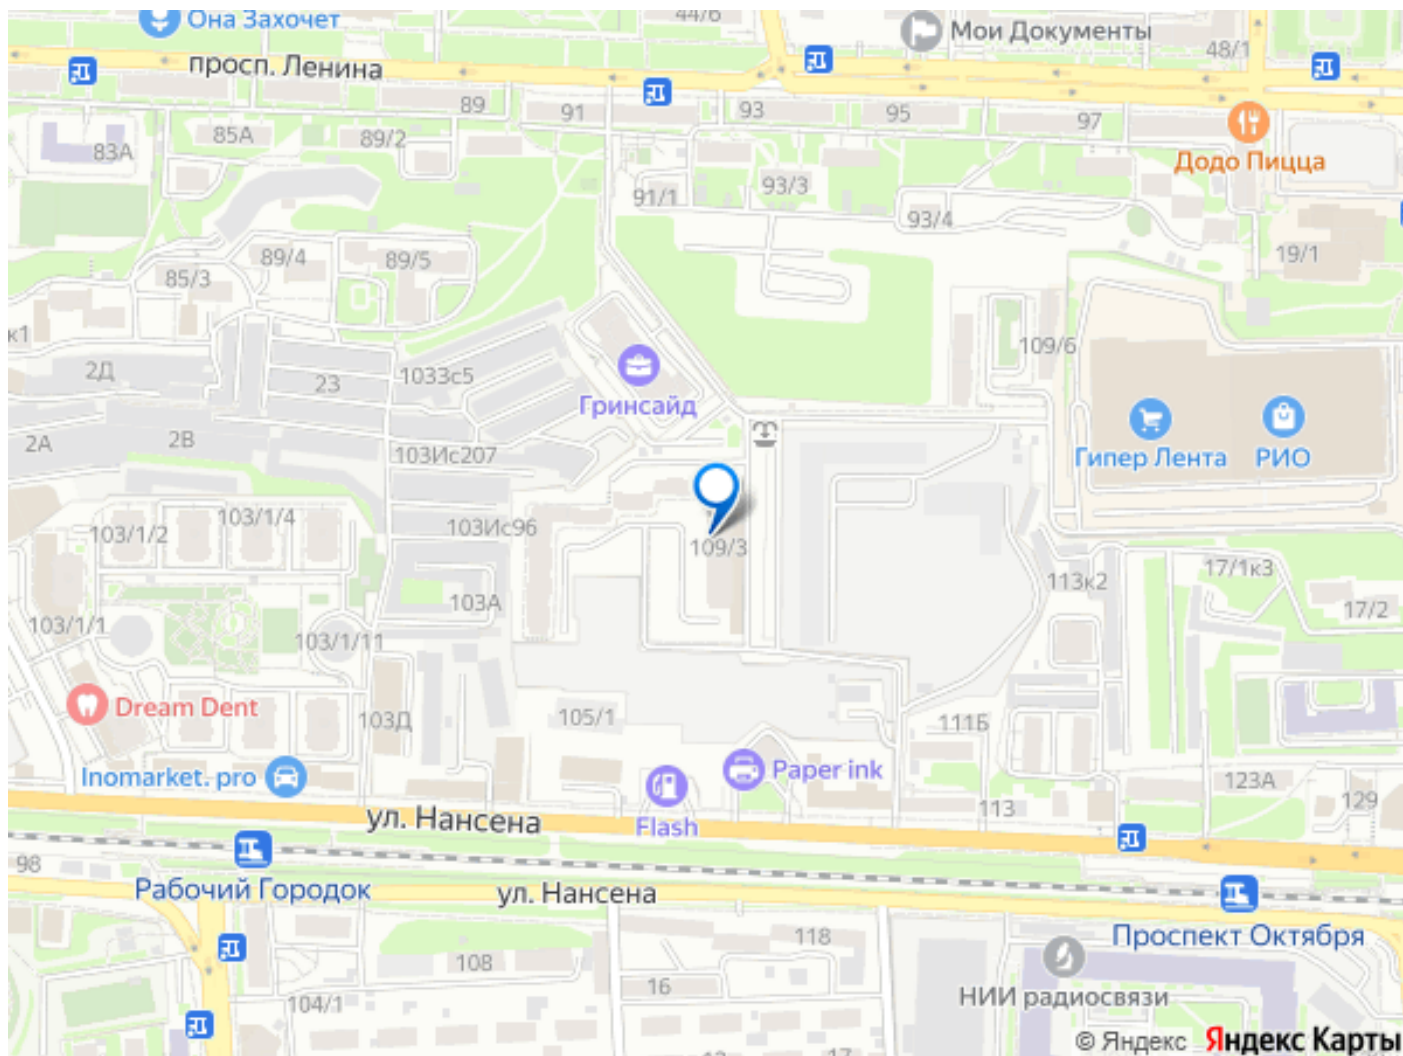 Она Захочет
44/6
Мои Документы
48/1
просп. Ленина
89
91
93
95
97
Додо Пицца
83А
85А
89/2
91/1
93/3
93/4
19/1
89/4
89/5
85/3
к1
109/6
2Д
23
1033с5
Гринсайд
2А
2В
103Ис207
Гипер Лента
РИО
103/1/2
103/1/4
103Ис96
109/3
113к2
17/1к3
17/2
103А
103/1/1
103/1/11
Dream Dent
103Д
105/1
111Б
Inomarket. pro
Paper ink
123А
129
113
ул. Нансена
Flash
98
Рабочий Городок
ул. Нансена
Проспект Октября
118
108
16
НИИ радиосвязи
104/1
12
17
© Яндекс Яндекс Карты